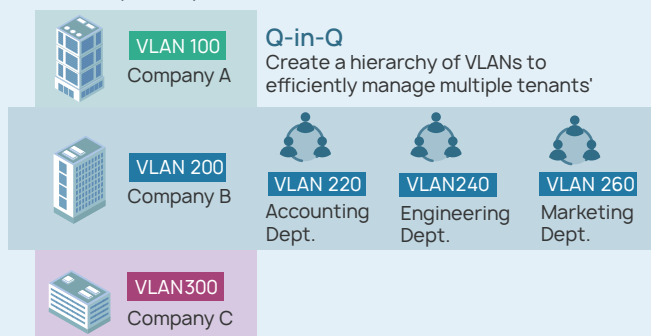 VLAN 100
Company A
Q-in-Q
Create a hierarchy of VLANs to
efficiently manage multiple tenants'
VLAN 200
Company B
VLAN 220
Accounting
Dept.
VLAN240
Engineering
Dept.
VLAN 260
Marketing
Dept.
VLAN300
Company C